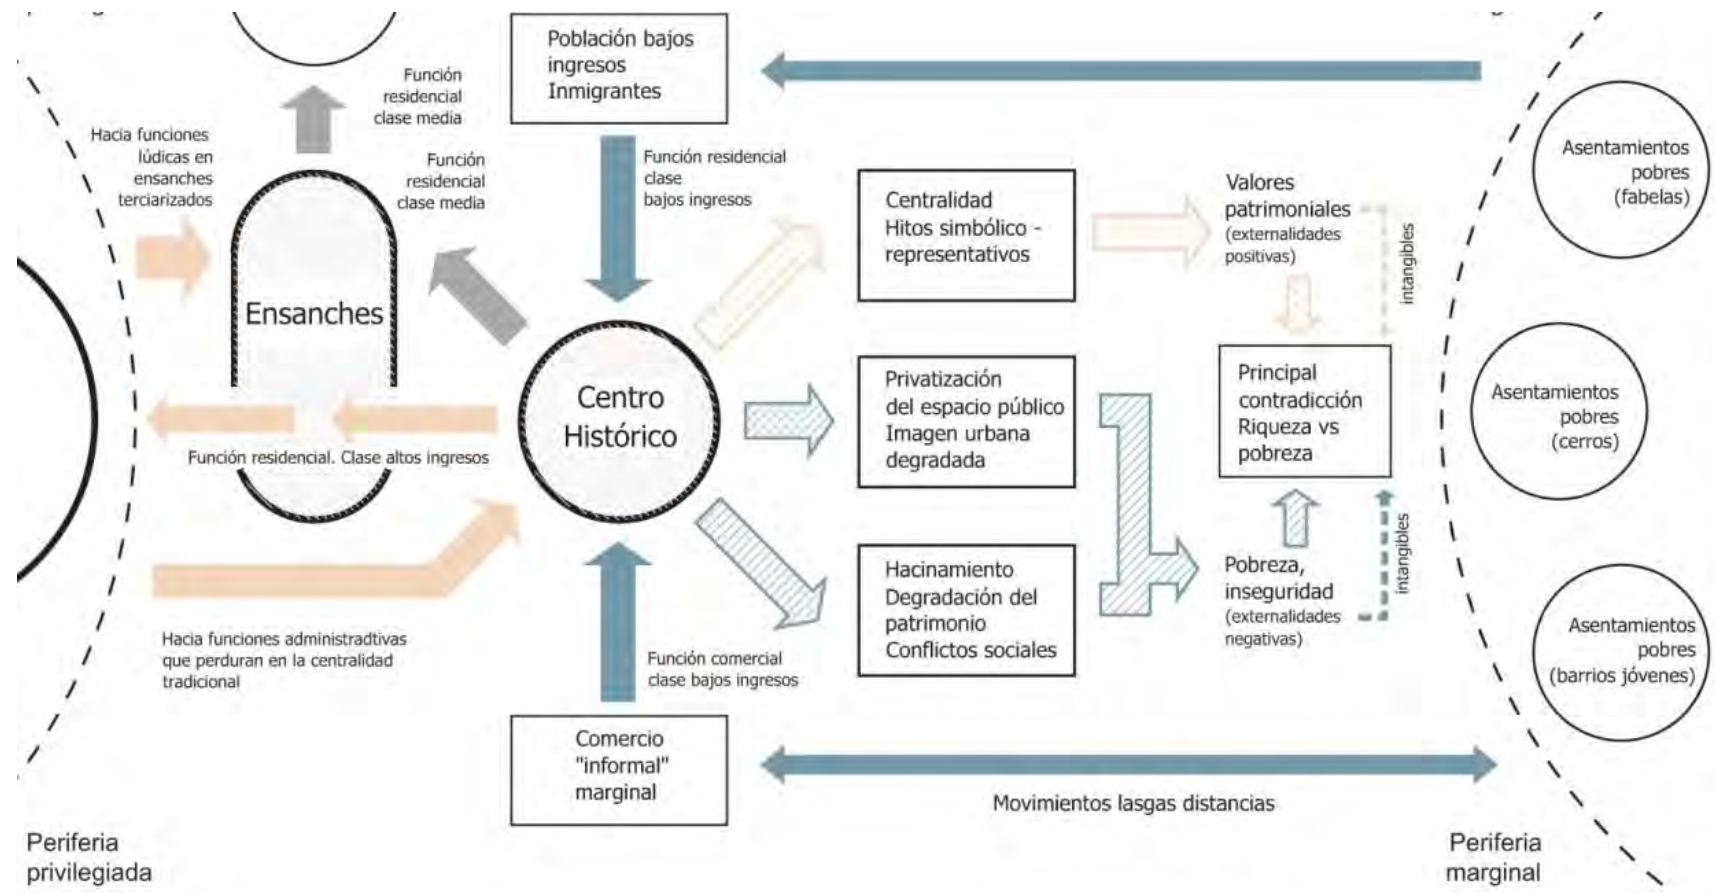 Población bajos
ingresos
Inmigrantes
Función
residencial
clase media
Hacia funciones
lúdicas en
ensanches
terciarizados
Función
residencial
clase media
Función residencial
clase
bajos ingresos
Centralidad
Hitos simbólico -
representativos
Valores
patrimoniales
(externalidades
positivas)
intangibles
Asentamientos
pobres
(fabelas)
Ensanches
Centro
Histórico
Privatización
del espacio público
Imagen urbana
degradada
Principal
contradicción
Riqueza vs
pobreza
Asentamientos
pobres
(cerros)
Función residencial. Clase altos ingresos
Hacinamiento
Degradación del
patrimonio
Conflictos sociales
Pobreza,
inseguridad
(externalidades
negativas)
intangibles
Asentamientos
pobres
(barrios jóvenes)
Hacia funciones administradtivas
que perduran en la centralidad
tradicional
Función comercial
clase bajos ingresos
Comercio
"informal"
marginal
Movimientos lasgas distancias
Periferia
privilegiada
Periferia
marginal